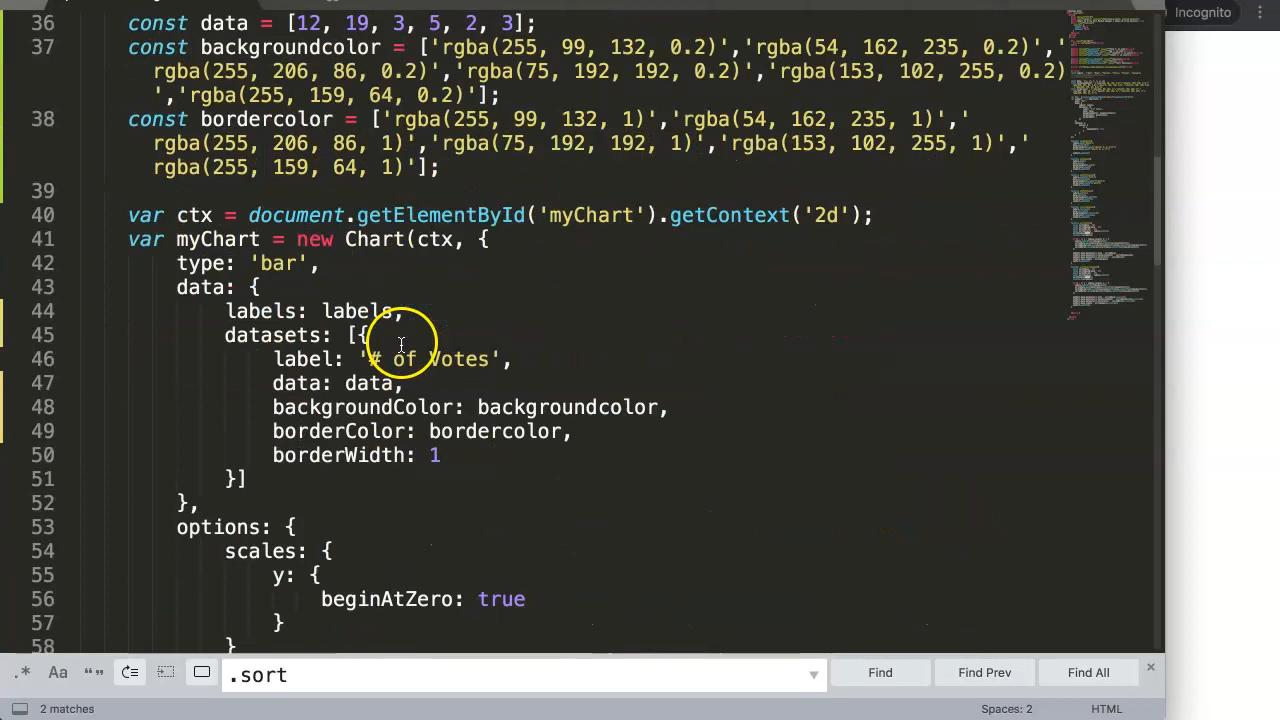 Incognito
36 const data = [12, 19, 3, 5, 2, 3];
37 const backgroundcolor = ['rgba(255, 99, 132, 0.2)','rgba(54, 162, 235, 0.2)','
rgba(255, 206, 86, 0.2)','rgba(75, 192, 192, 0.2)','rgba(153, 102, 255, 0.2)
','rgba(255, 159, 64, 0.2)'];
38 const bordercolor = ['rgba(255, 99, 132, 1)','rgba(54, 162, 235, 1)','
rgba(255, 206, 86, 1)','rgba(75, 192, 192, 1)','rgba(153, 102, 255, 1)','
rgba(255, 159, 64, 1)'];
39
40 var ctx = document.getElementById('myChart').getContext('2d');
41 var myChart = new Chart(ctx, {
42 type: 'bar',
43 data: {
44 labels: labels,
45 datasets: [{
46 label: '# of Votes',
47 data: data,
48 backgroundColor: backgroundcolor,
49 borderColor: bordercolor,
50 borderWidth: 1
51 }]
52 },
53 options: {
54 scales: {
55 y: {
56 beginAtZero: true
57 }
58 }
.* Aa "" .sort Find Find Prev Find All
2 matches Spaces: 2 HTML